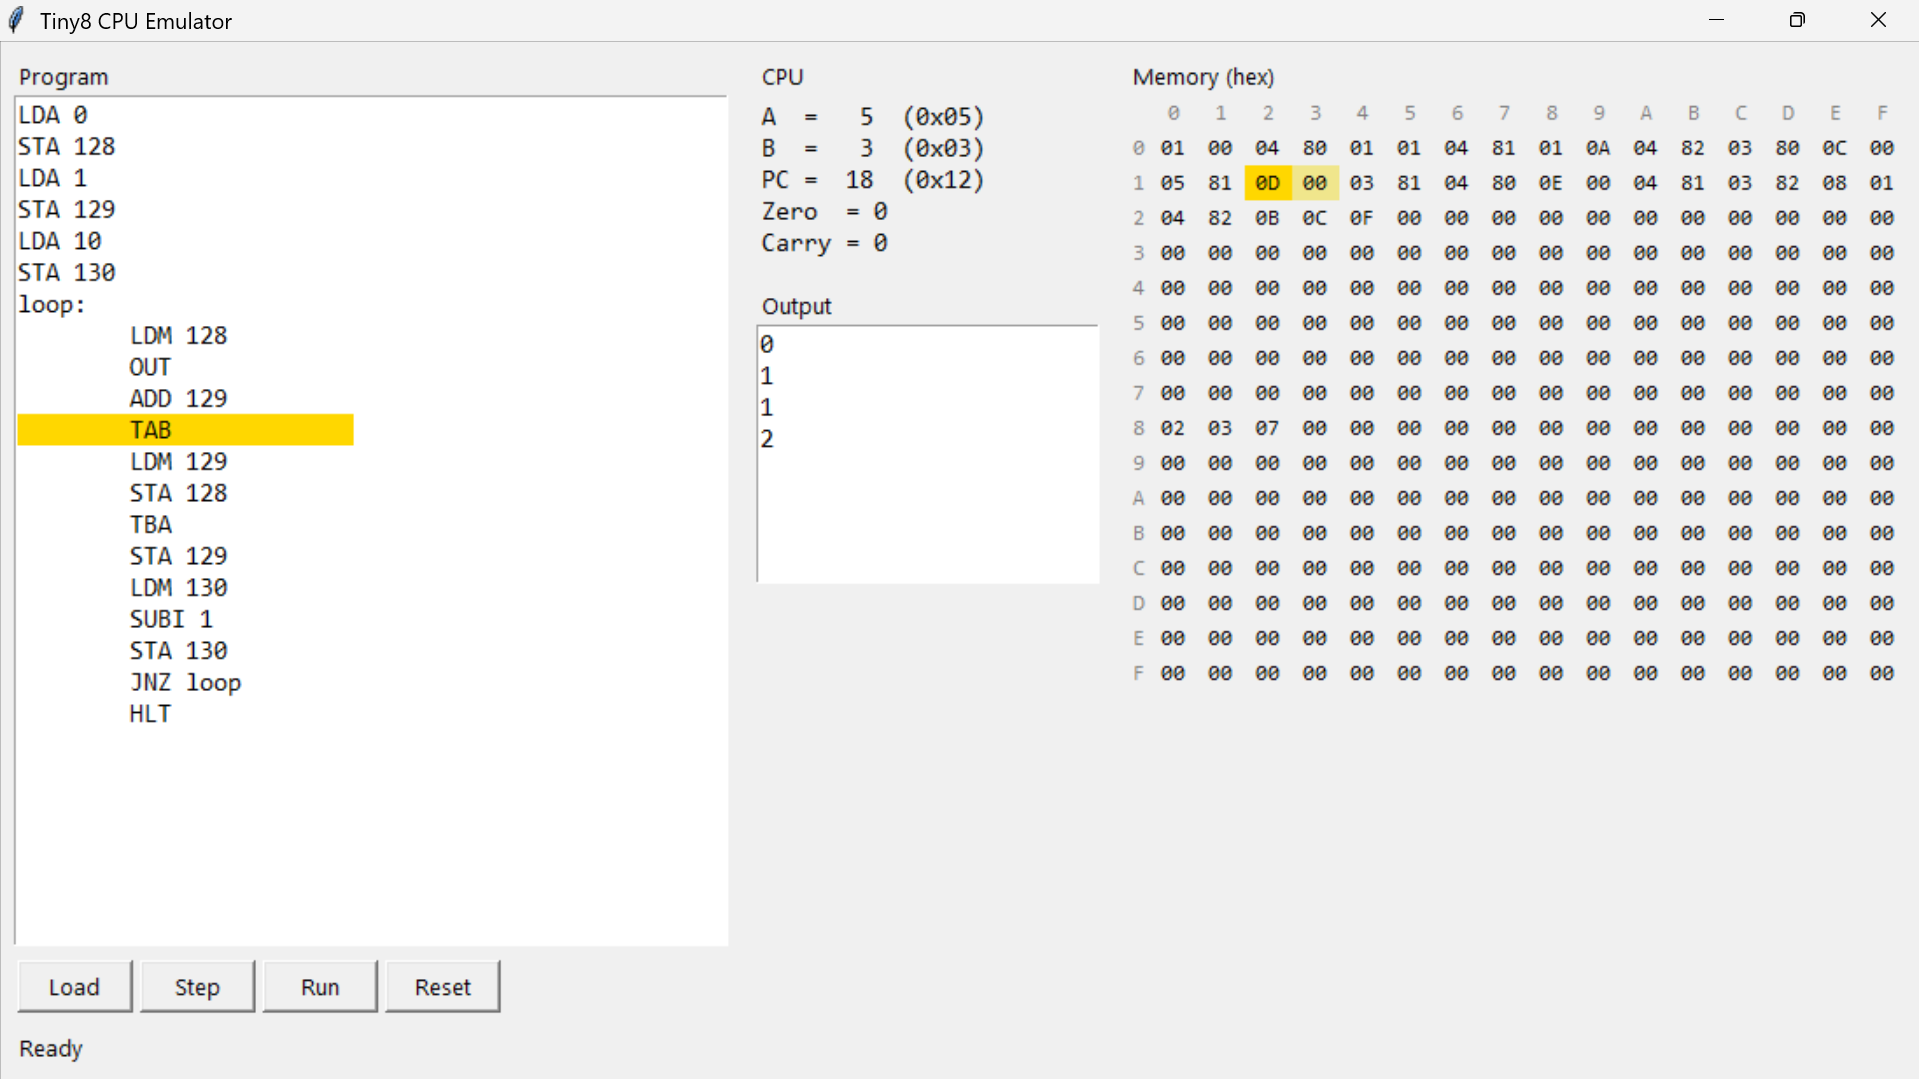 Tiny8 CPU Emulator
Program
LDA 0
STA 128
LDA 1
STA 129
LDA 10
STA 130
loop:
LDM 128
OUT
ADD 129
TAB
LDM 129
STA 128
TBA
STA 129
LDM 130
SUBI 1
STA 130
JNZ loop
HLT
Load Step Run Reset
Ready
CPU
A = 5 (0x05)
B = 3 (0x03)
PC = 18 (0x12)
Zero = 0
Carry = 0
Output
0
1
1
2
Memory (hex)
0 1 2 3 4 5 6 7 8 9 A B C D E F
0 01 00 04 80 01 01 04 81 01 0A 04 82 03 80 0C 00
1 05 81 0D 00 03 81 04 80 0E 00 04 81 03 82 08 01
2 04 82 0B 0C 0F 00 00 00 00 00 00 00 00 00 00 00
3 00 00 00 00 00 00 00 00 00 00 00 00 00 00 00 00
4 00 00 00 00 00 00 00 00 00 00 00 00 00 00 00 00
5 00 00 00 00 00 00 00 00 00 00 00 00 00 00 00 00
6 00 00 00 00 00 00 00 00 00 00 00 00 00 00 00 00
7 00 00 00 00 00 00 00 00 00 00 00 00 00 00 00 00
8 02 03 07 00 00 00 00 00 00 00 00 00 00 00 00 00
9 00 00 00 00 00 00 00 00 00 00 00 00 00 00 00 00
A 00 00 00 00 00 00 00 00 00 00 00 00 00 00 00 00
B 00 00 00 00 00 00 00 00 00 00 00 00 00 00 00 00
C 00 00 00 00 00 00 00 00 00 00 00 00 00 00 00 00
D 00 00 00 00 00 00 00 00 00 00 00 00 00 00 00 00
E 00 00 00 00 00 00 00 00 00 00 00 00 00 00 00 00
F 00 00 00 00 00 00 00 00 00 00 00 00 00 00 00 00